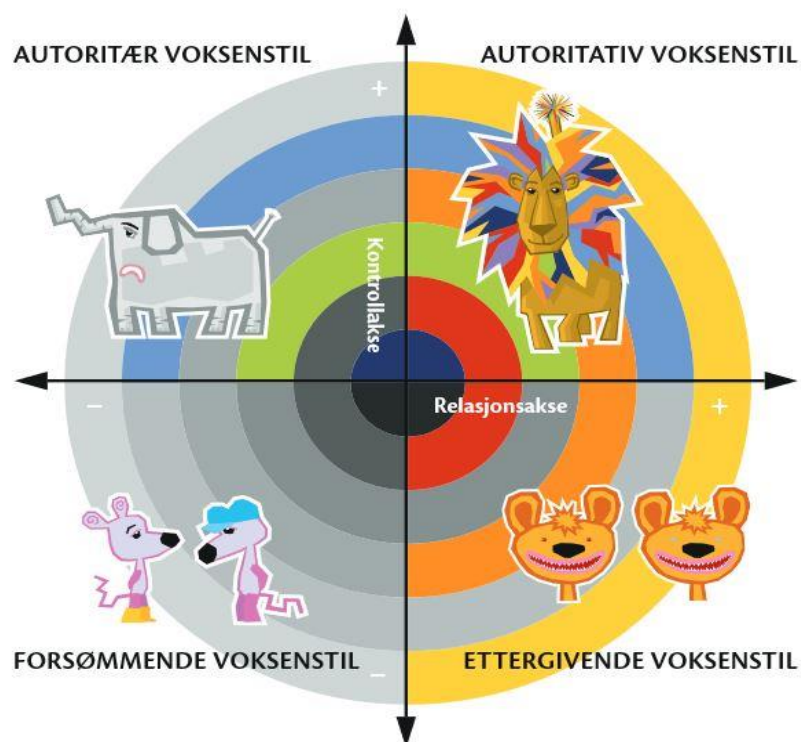 AUTORITÆR VOKSENSTIL
AUTORITATIV VOKSENSTIL
+
Kontrollakse
Relasjonsakse
–
+
FORSØMMENDE VOKSENSTIL
–
ETTERGIVENDE VOKSENSTIL